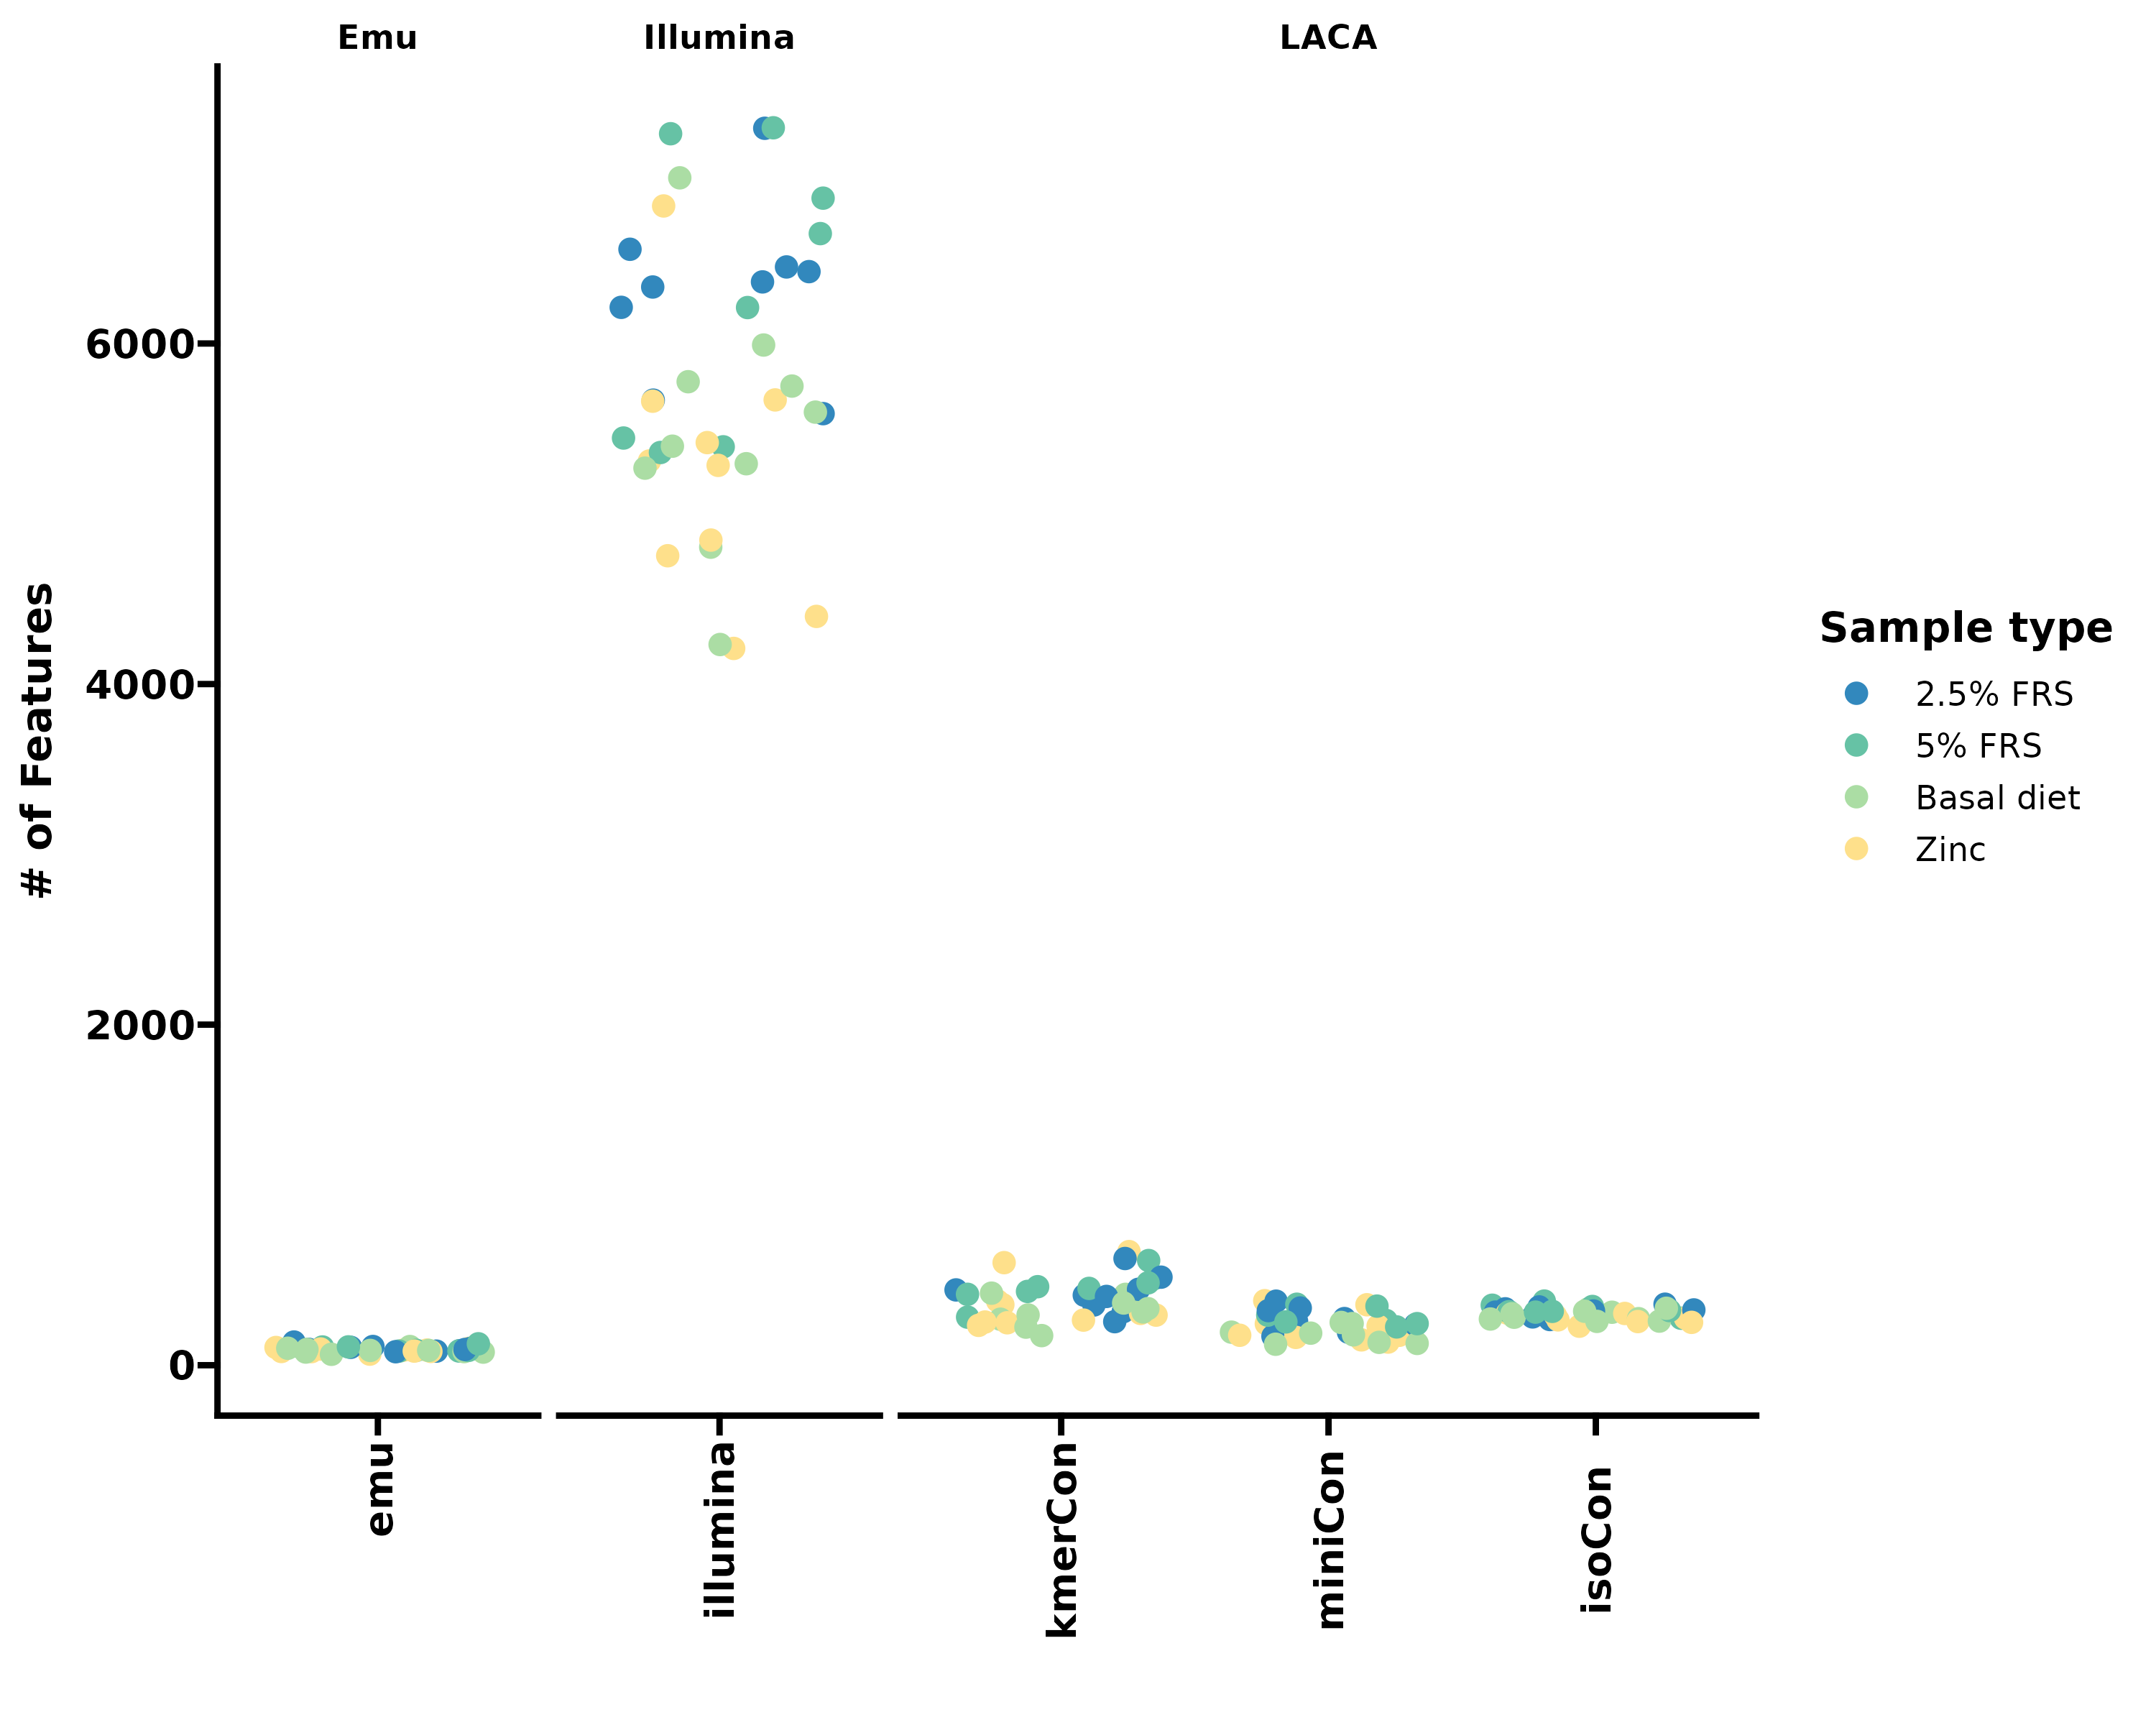 Emu
Illumina
LACA
# of Features
6000
4000
2000
0
emu
illumina
kmerCon
miniCon
isoCon
Sample type
2.5% FRS
5% FRS
Basal diet
Zinc